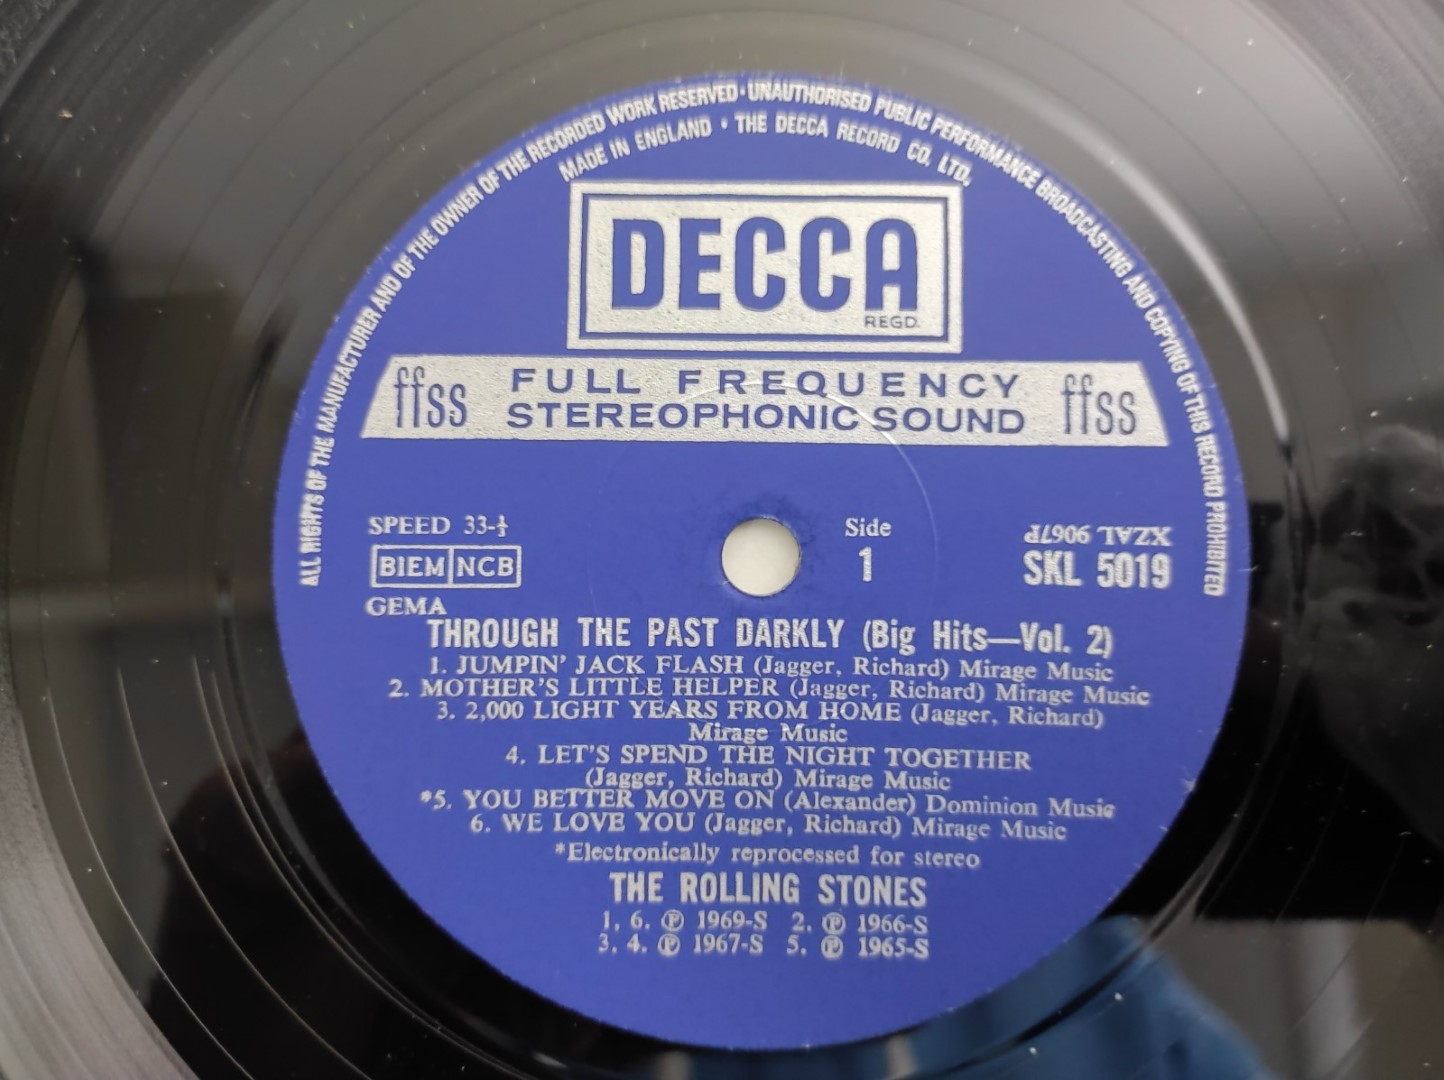 ALL RIGHTS OF THE MANUFACTURER AND OF THE OWNER OF THE RECORDED WORK RESERVED · UNAUTHORISED PUBLIC PERFORMANCE BROADCASTING AND COPYING OF THIS RECORD PROHIBITED
MADE IN ENGLAND · THE DECCA RECORD CO. LTD.
DECCA
REGD.
ffss FULL FREQUENCY STEREOPHONIC SOUND ffss
SPEED 33-⅓
Side
XZAL 9067P
BIEM NCB
1
SKL 5019
GEMA
THROUGH THE PAST DARKLY (Big Hits—Vol. 2)
1. JUMPIN' JACK FLASH (Jagger, Richard) Mirage Music
2. MOTHER'S LITTLE HELPER (Jagger, Richard) Mirage Music
3. 2,000 LIGHT YEARS FROM HOME (Jagger, Richard)
Mirage Music
4. LET'S SPEND THE NIGHT TOGETHER
(Jagger, Richard) Mirage Music
*5. YOU BETTER MOVE ON (Alexander) Dominion Music
6. WE LOVE YOU (Jagger, Richard) Mirage Music
*Electronically reprocessed for stereo
THE ROLLING STONES
1, 6. Ⓟ 1969-S 2. Ⓟ 1966-S
3. 4. Ⓟ 1967-S 5. Ⓟ 1965-S